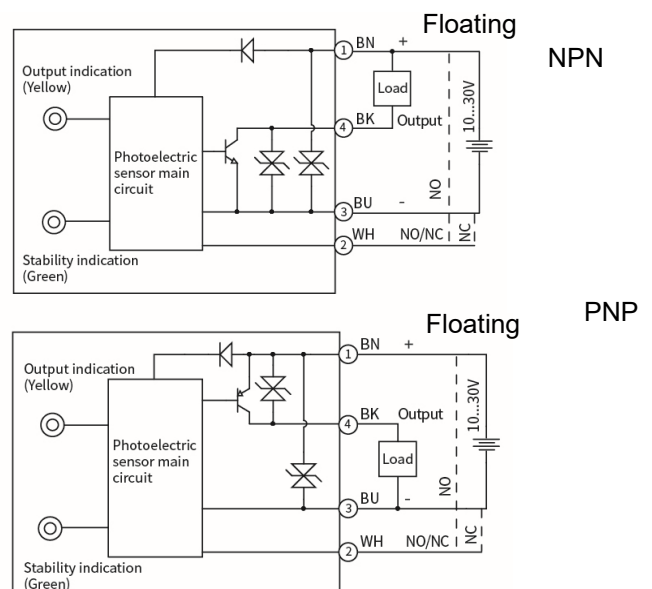 Floating
NPN
1 BN +
Output indication
(Yellow)
Load
10...30V
4 BK Output
Photoelectric
sensor main
circuit
NO
3 BU -
2 WH NO/NC NC
Stability indication
(Green)
Floating
PNP
1 BN +
Output indication
(Yellow)
10...30V
4 BK Output
Photoelectric
sensor main
circuit
Load
NO
3 BU -
2 WH NO/NC NC
Stability indication
(Green)